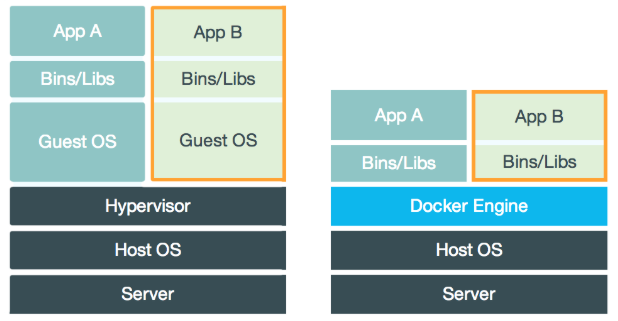 App A
App B
Bins/Libs
Bins/Libs
Guest OS
Guest OS
Hypervisor
Host OS
Server
App A
App B
Bins/Libs
Bins/Libs
Docker Engine
Host OS
Server